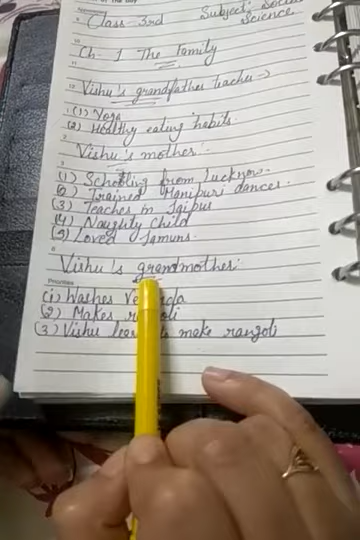 Class-3rd Subject: Social
Science.
Ch. 1 The Family
Vishu's grandfather teaches →
(1) Yoga
(2) Healthy eating habits.
Vishu's mother:
(1) Schooling from Lucknow.
(2) Trained Manipuri dancer.
(3) Teaches in Jaipur
(4) Naughty child
(5) Loved Jamuns.
Vishu's grandmother:
Priorities
(1) Washes
(2) Makes
(3) Vishu make rangoli